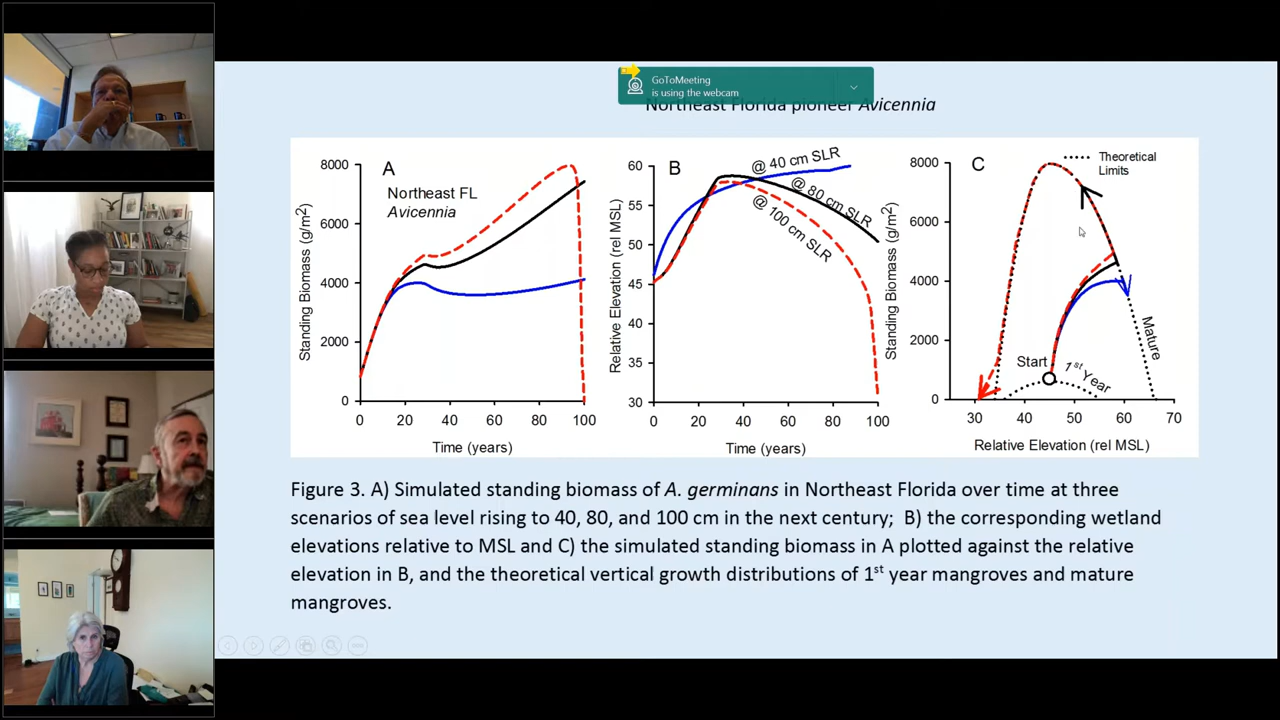 GoToMeeting
is using the webcam
Northeast Florida pioneer Avicennia
A
Northeast FL
Avicennia
8000
6000
4000
2000
0
Standing Biomass (g/m²)
0 20 40 60 80 100
Time (years)
B
@ 40 cm SLR
@ 80 cm SLR
@ 100 cm SLR
60
55
50
45
40
35
30
Relative Elevation (rel MSL)
0 20 40 60 80 100
Time (years)
C
Theoretical
Limits
8000
6000
4000
2000
0
Standing Biomass (g/m²)
Start
1st Year
Mature
30 40 50 60 70
Relative Elevation (rel MSL)
Figure 3. A) Simulated standing biomass of A. germinans in Northeast Florida over time at three
scenarios of sea level rising to 40, 80, and 100 cm in the next century; B) the corresponding wetland
elevations relative to MSL and C) the simulated standing biomass in A plotted against the relative
elevation in B, and the theoretical vertical growth distributions of 1st year mangroves and mature
mangroves.